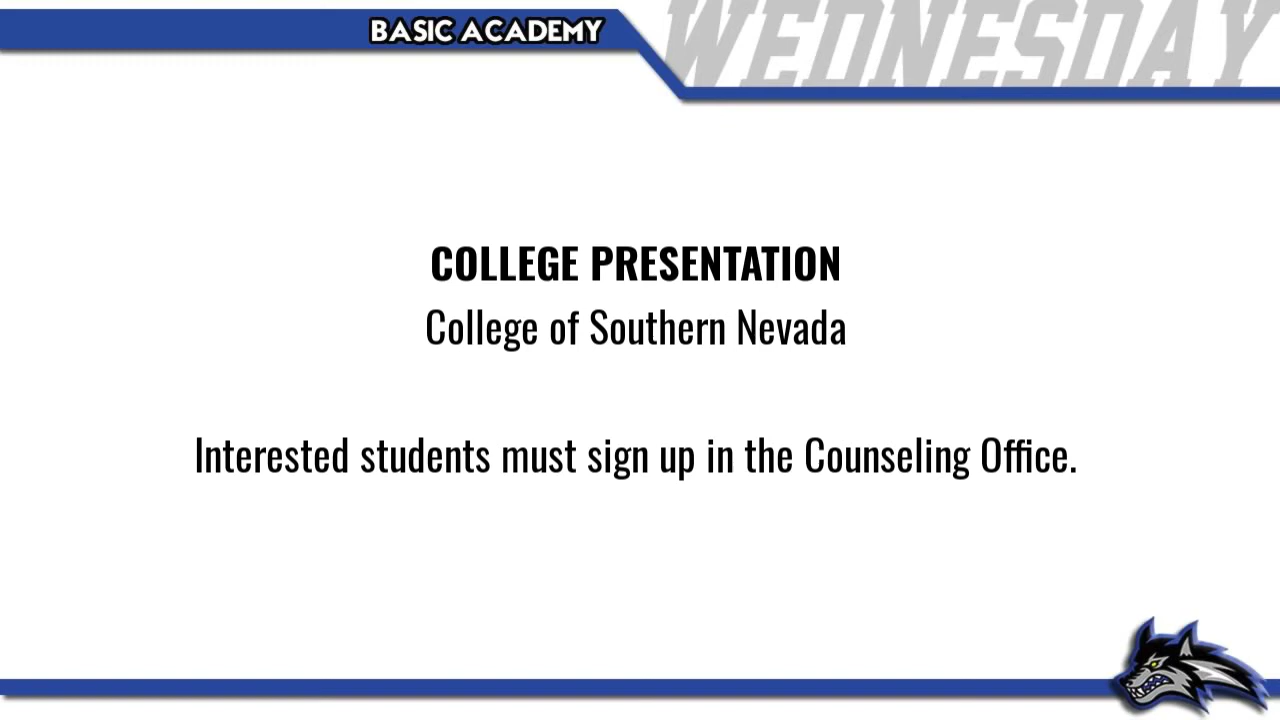 BASIC ACADEMY
WEDNESDAY
COLLEGE PRESENTATION
College of Southern Nevada
Interested students must sign up in the Counseling Office.